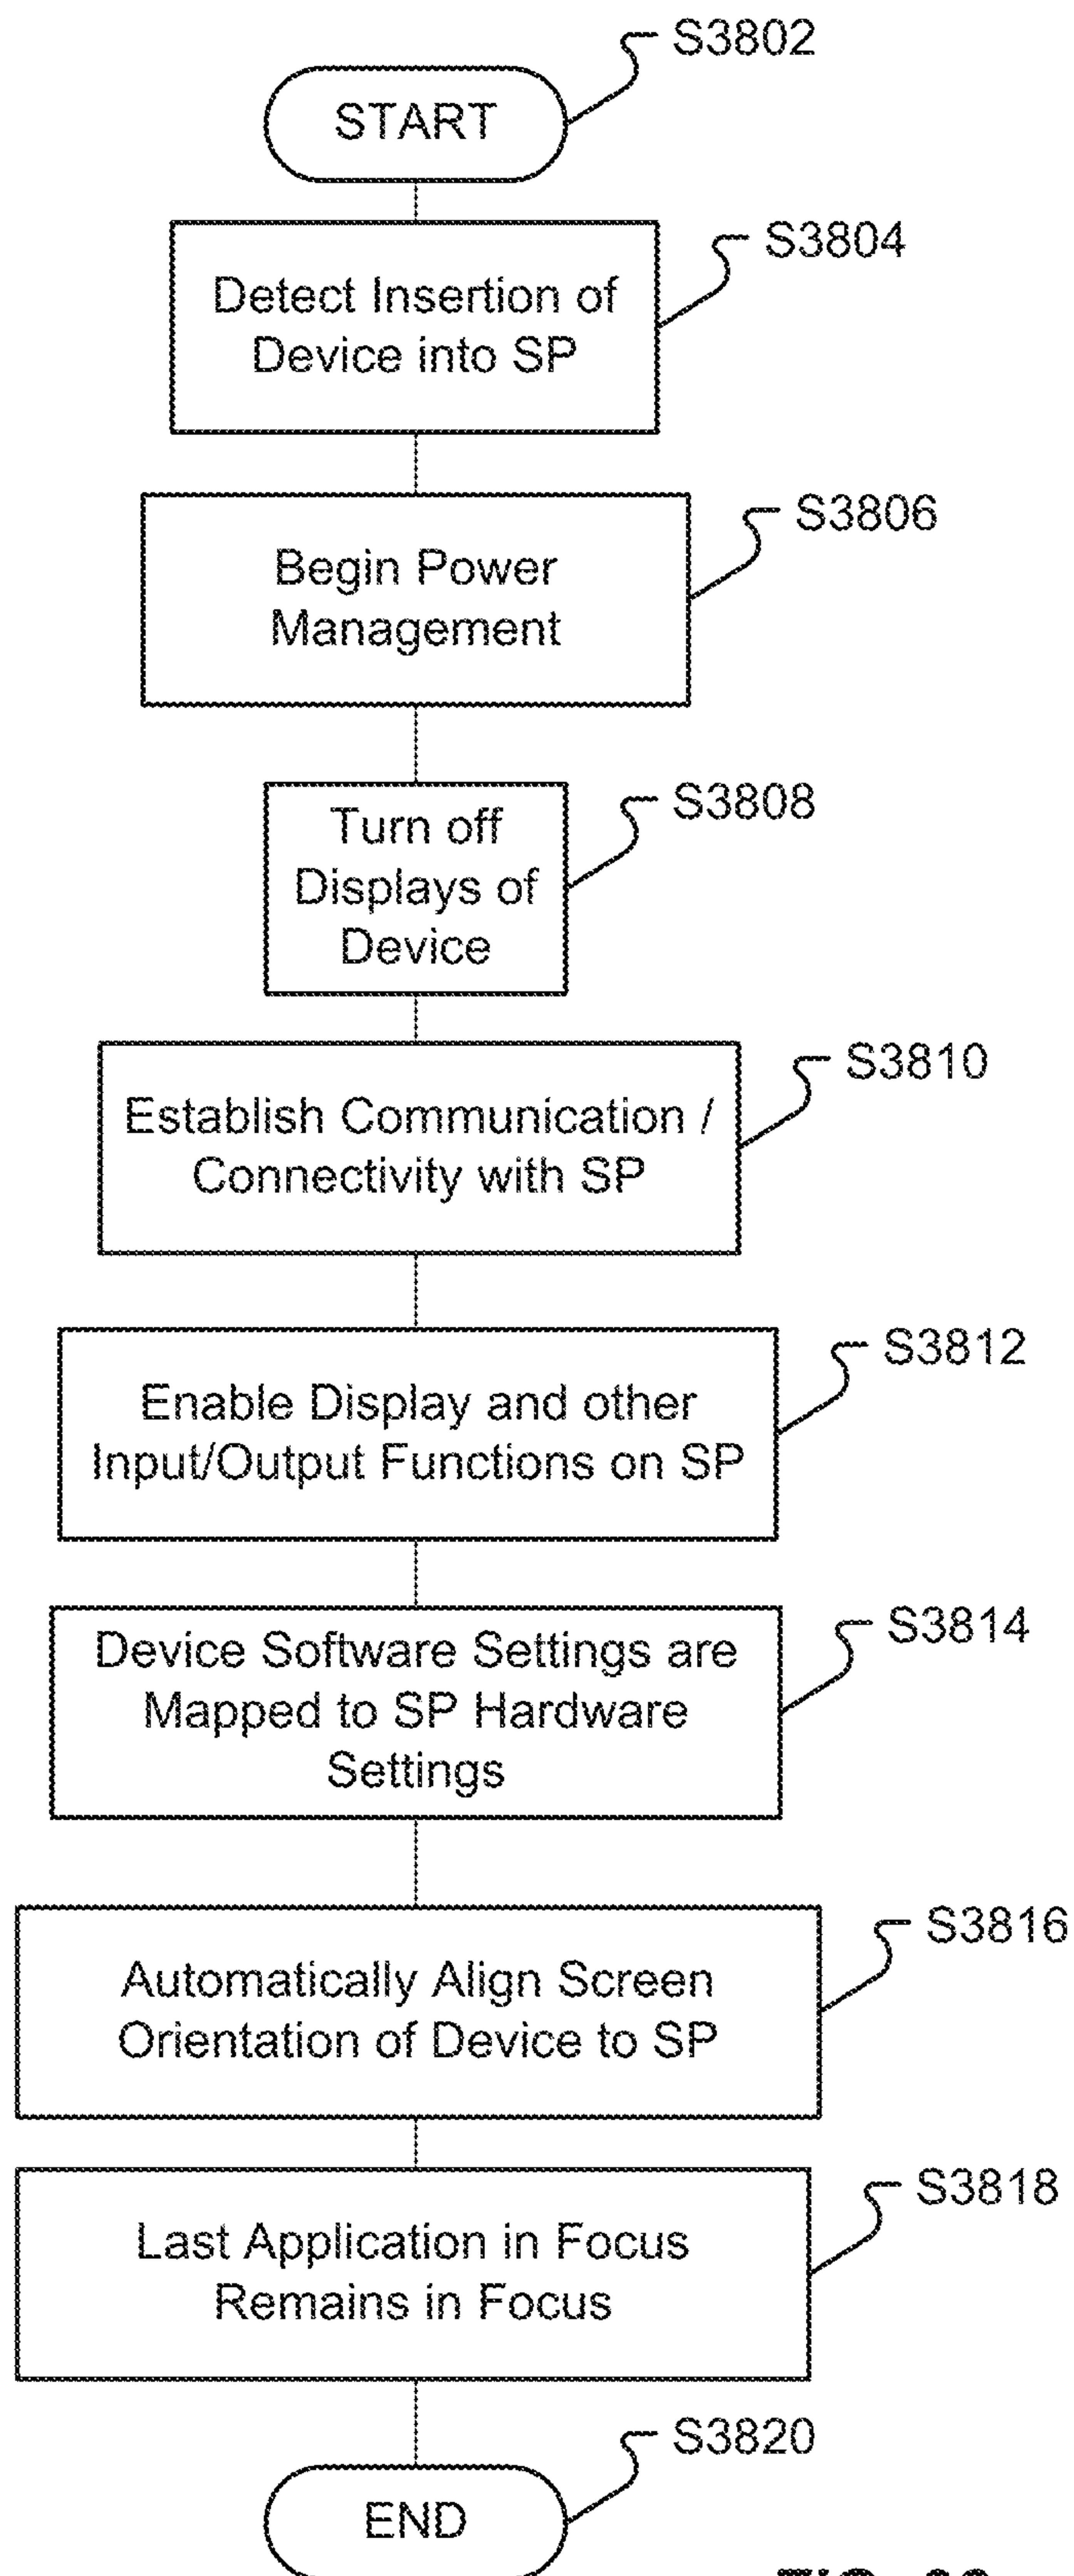 S3802
START
S3804
Detect Insertion of
Device into SP
S3806
Begin Power
Management
S3808
Turn off
Displays of
Device
S3810
Establish Communication /
Connectivity with SP
S3812
Enable Display and other
Input/Output Functions on SP
S3814
Device Software Settings are
Mapped to SP Hardware
Settings
S3816
Automatically Align Screen
Orientation of Device to SP
S3818
Last Application in Focus
Remains in Focus
S3820
END